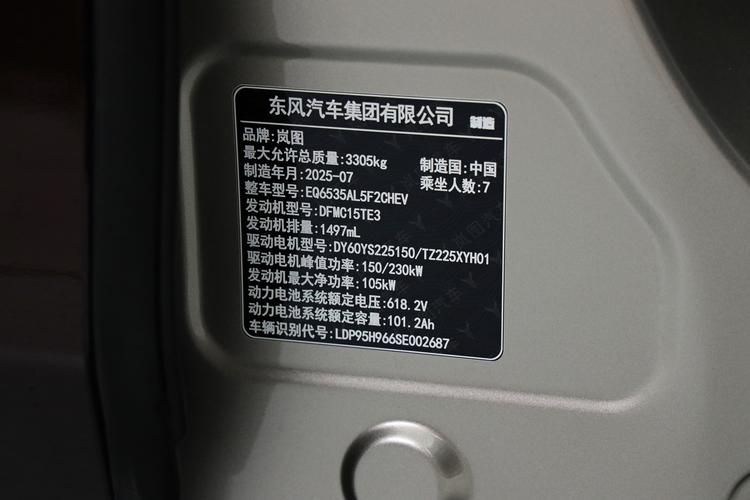 东风汽车集团有限公司 制造
品牌:岚图
最大允许总质量:3305kg 制造国:中国
制造年月:2025-07 乘坐人数:7
整车型号:EQ6535AL5F2CHEV
发动机型号:DFMC15TE3
发动机排量:1497mL
驱动电机型号:DY60YS225150/TZ225XYH01
驱动电机峰值功率:150/230kW
发动机最大净功率:105kW
动力电池系统额定电压:618.2V
动力电池系统额定容量:101.2Ah
车辆识别代号:LDP95H966SE002687